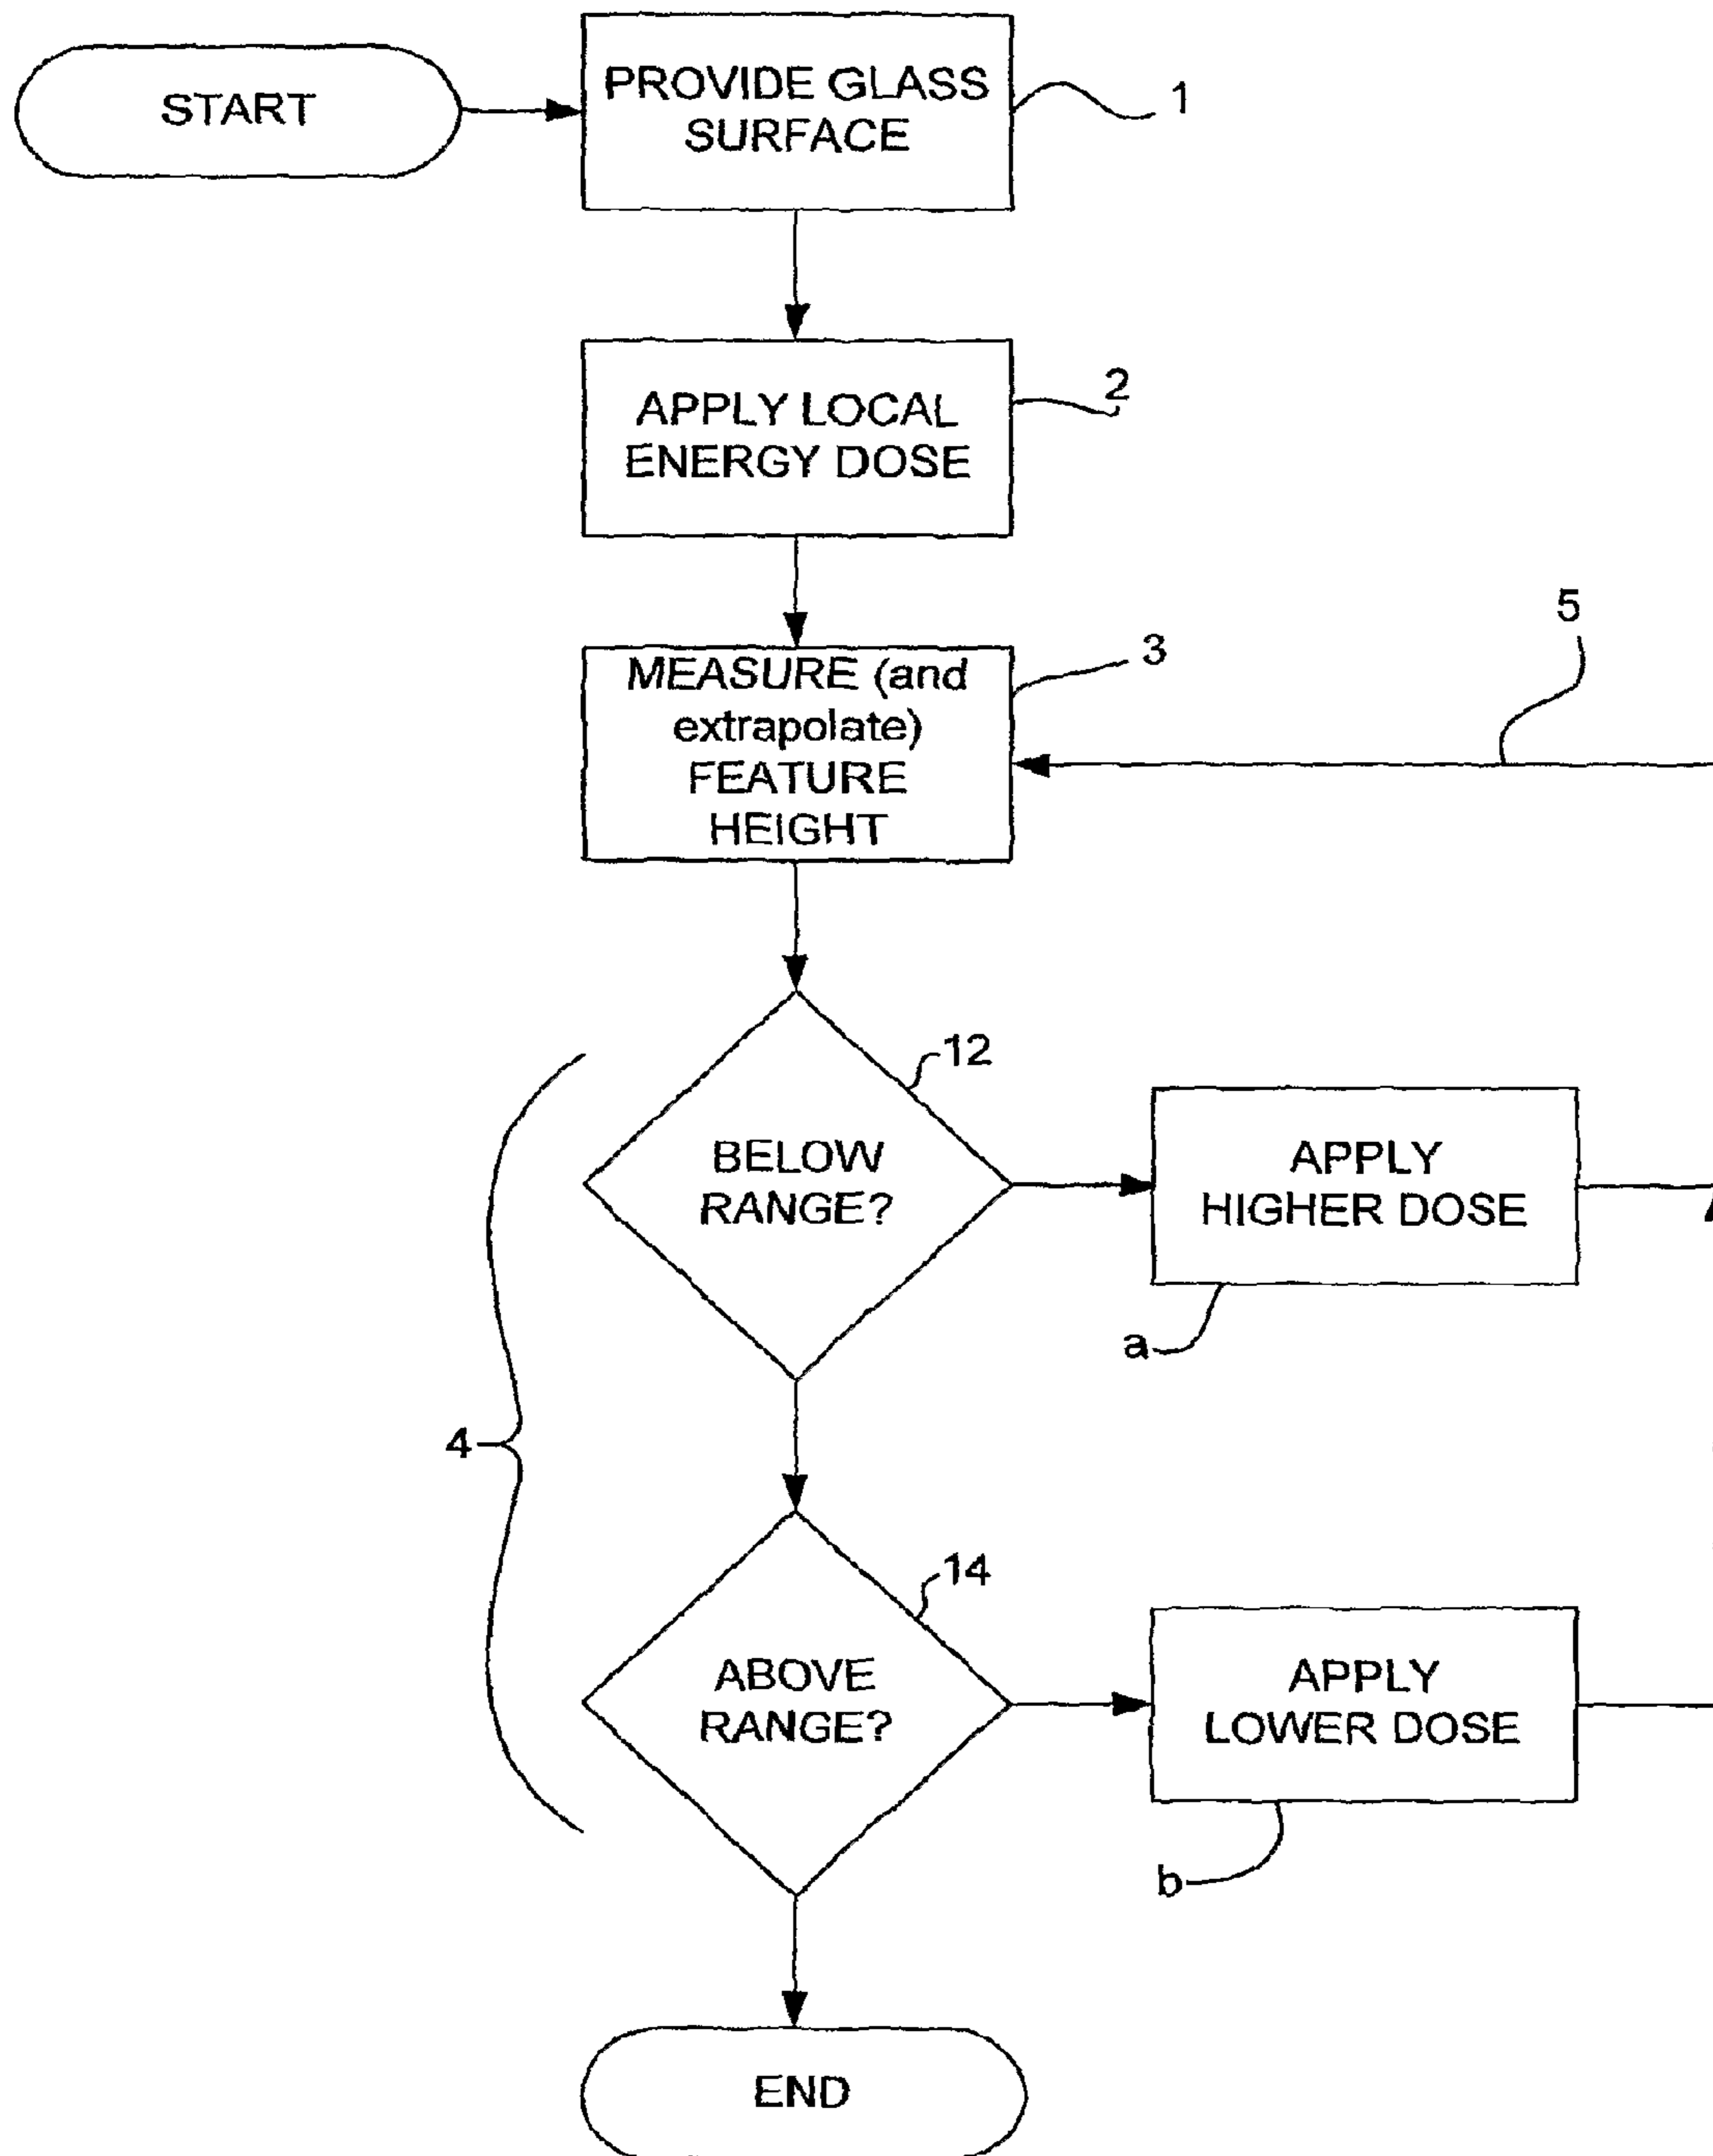 START
PROVIDE GLASS
SURFACE
1
APPLY LOCAL
ENERGY DOSE
2
MEASURE (and
extrapolate)
FEATURE
HEIGHT
3
5
4
12
BELOW
RANGE?
APPLY
HIGHER DOSE
a
14
ABOVE
RANGE?
APPLY
LOWER DOSE
b
END